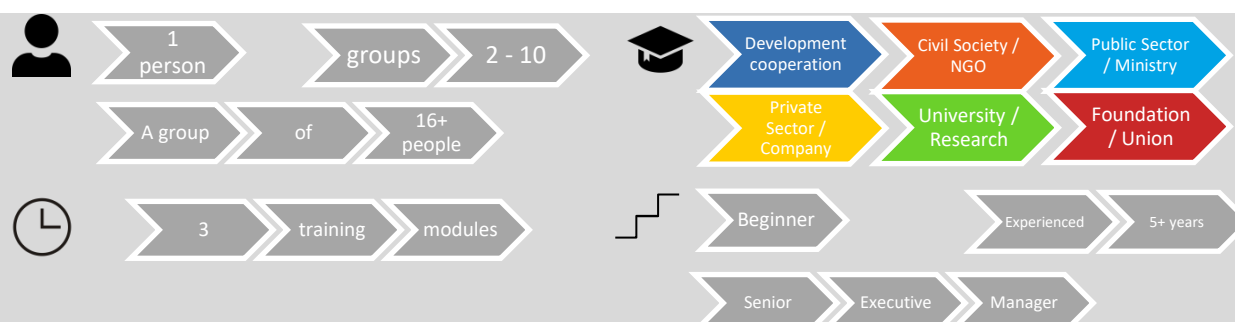 1
person
groups
2 - 10
A group
of
16+
people
3
training
modules
Development
cooperation
Civil Society /
NGO
Public Sector
/ Ministry
Private
Sector /
Company
University /
Research
Foundation
/ Union
Beginner
Experienced
5+ years
Senior
Executive
Manager